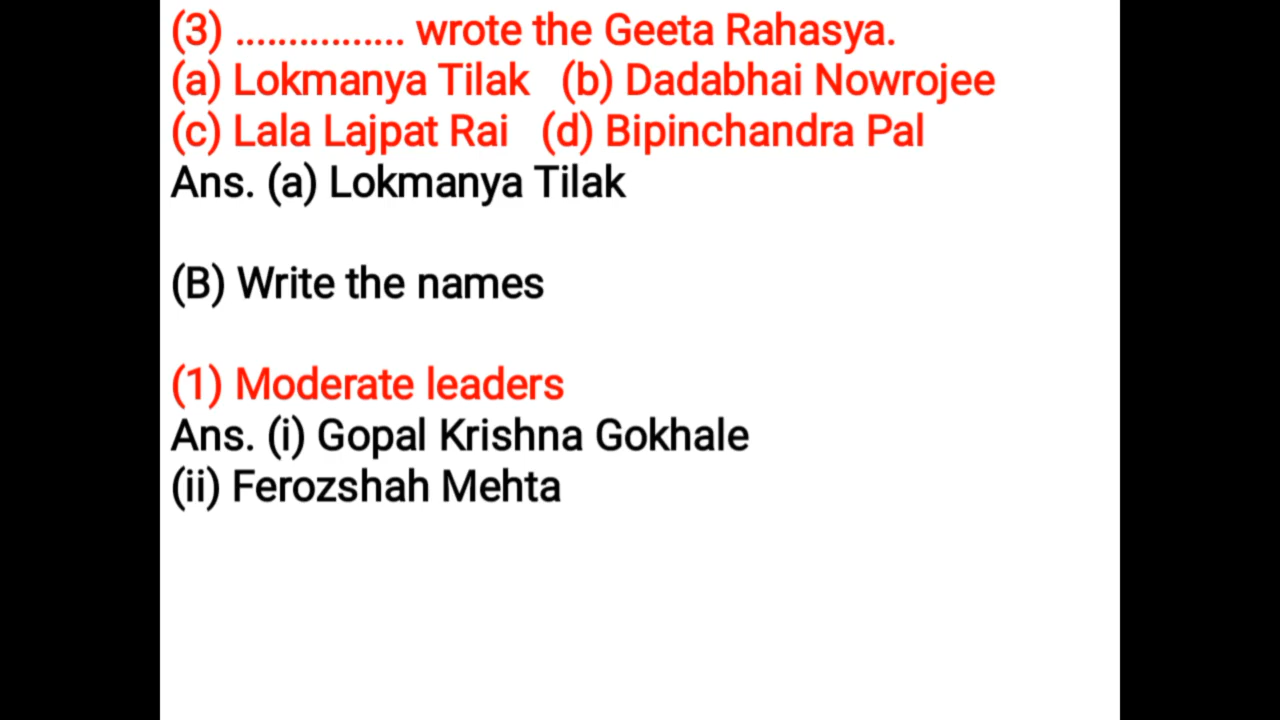 (3) ................ wrote the Geeta Rahasya.
(a) Lokmanya Tilak (b) Dadabhai Nowrojee
(c) Lala Lajpat Rai (d) Bipinchandra Pal
Ans. (a) Lokmanya Tilak
(B) Write the names
(1) Moderate leaders
Ans. (i) Gopal Krishna Gokhale
(ii) Ferozshah Mehta